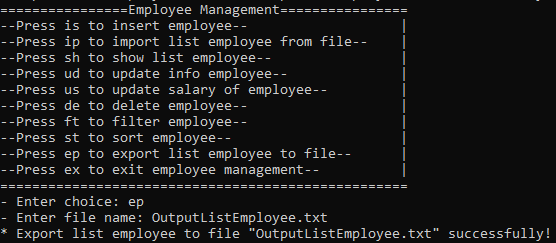 ================Employee Management================
--Press is to insert employee-- |
--Press ip to import list employee from file-- |
--Press sh to show list employee-- |
--Press ud to update info employee-- |
--Press us to update salary of employee-- |
--Press de to delete employee-- |
--Press ft to filter employee-- |
--Press st to sort employee-- |
--Press ep to export list employee to file-- |
--Press ex to exit employee management-- |
===================================================
- Enter choice: ep
- Enter file name: OutputListEmployee.txt
* Export list employee to file "OutputListEmployee.txt" successfully!